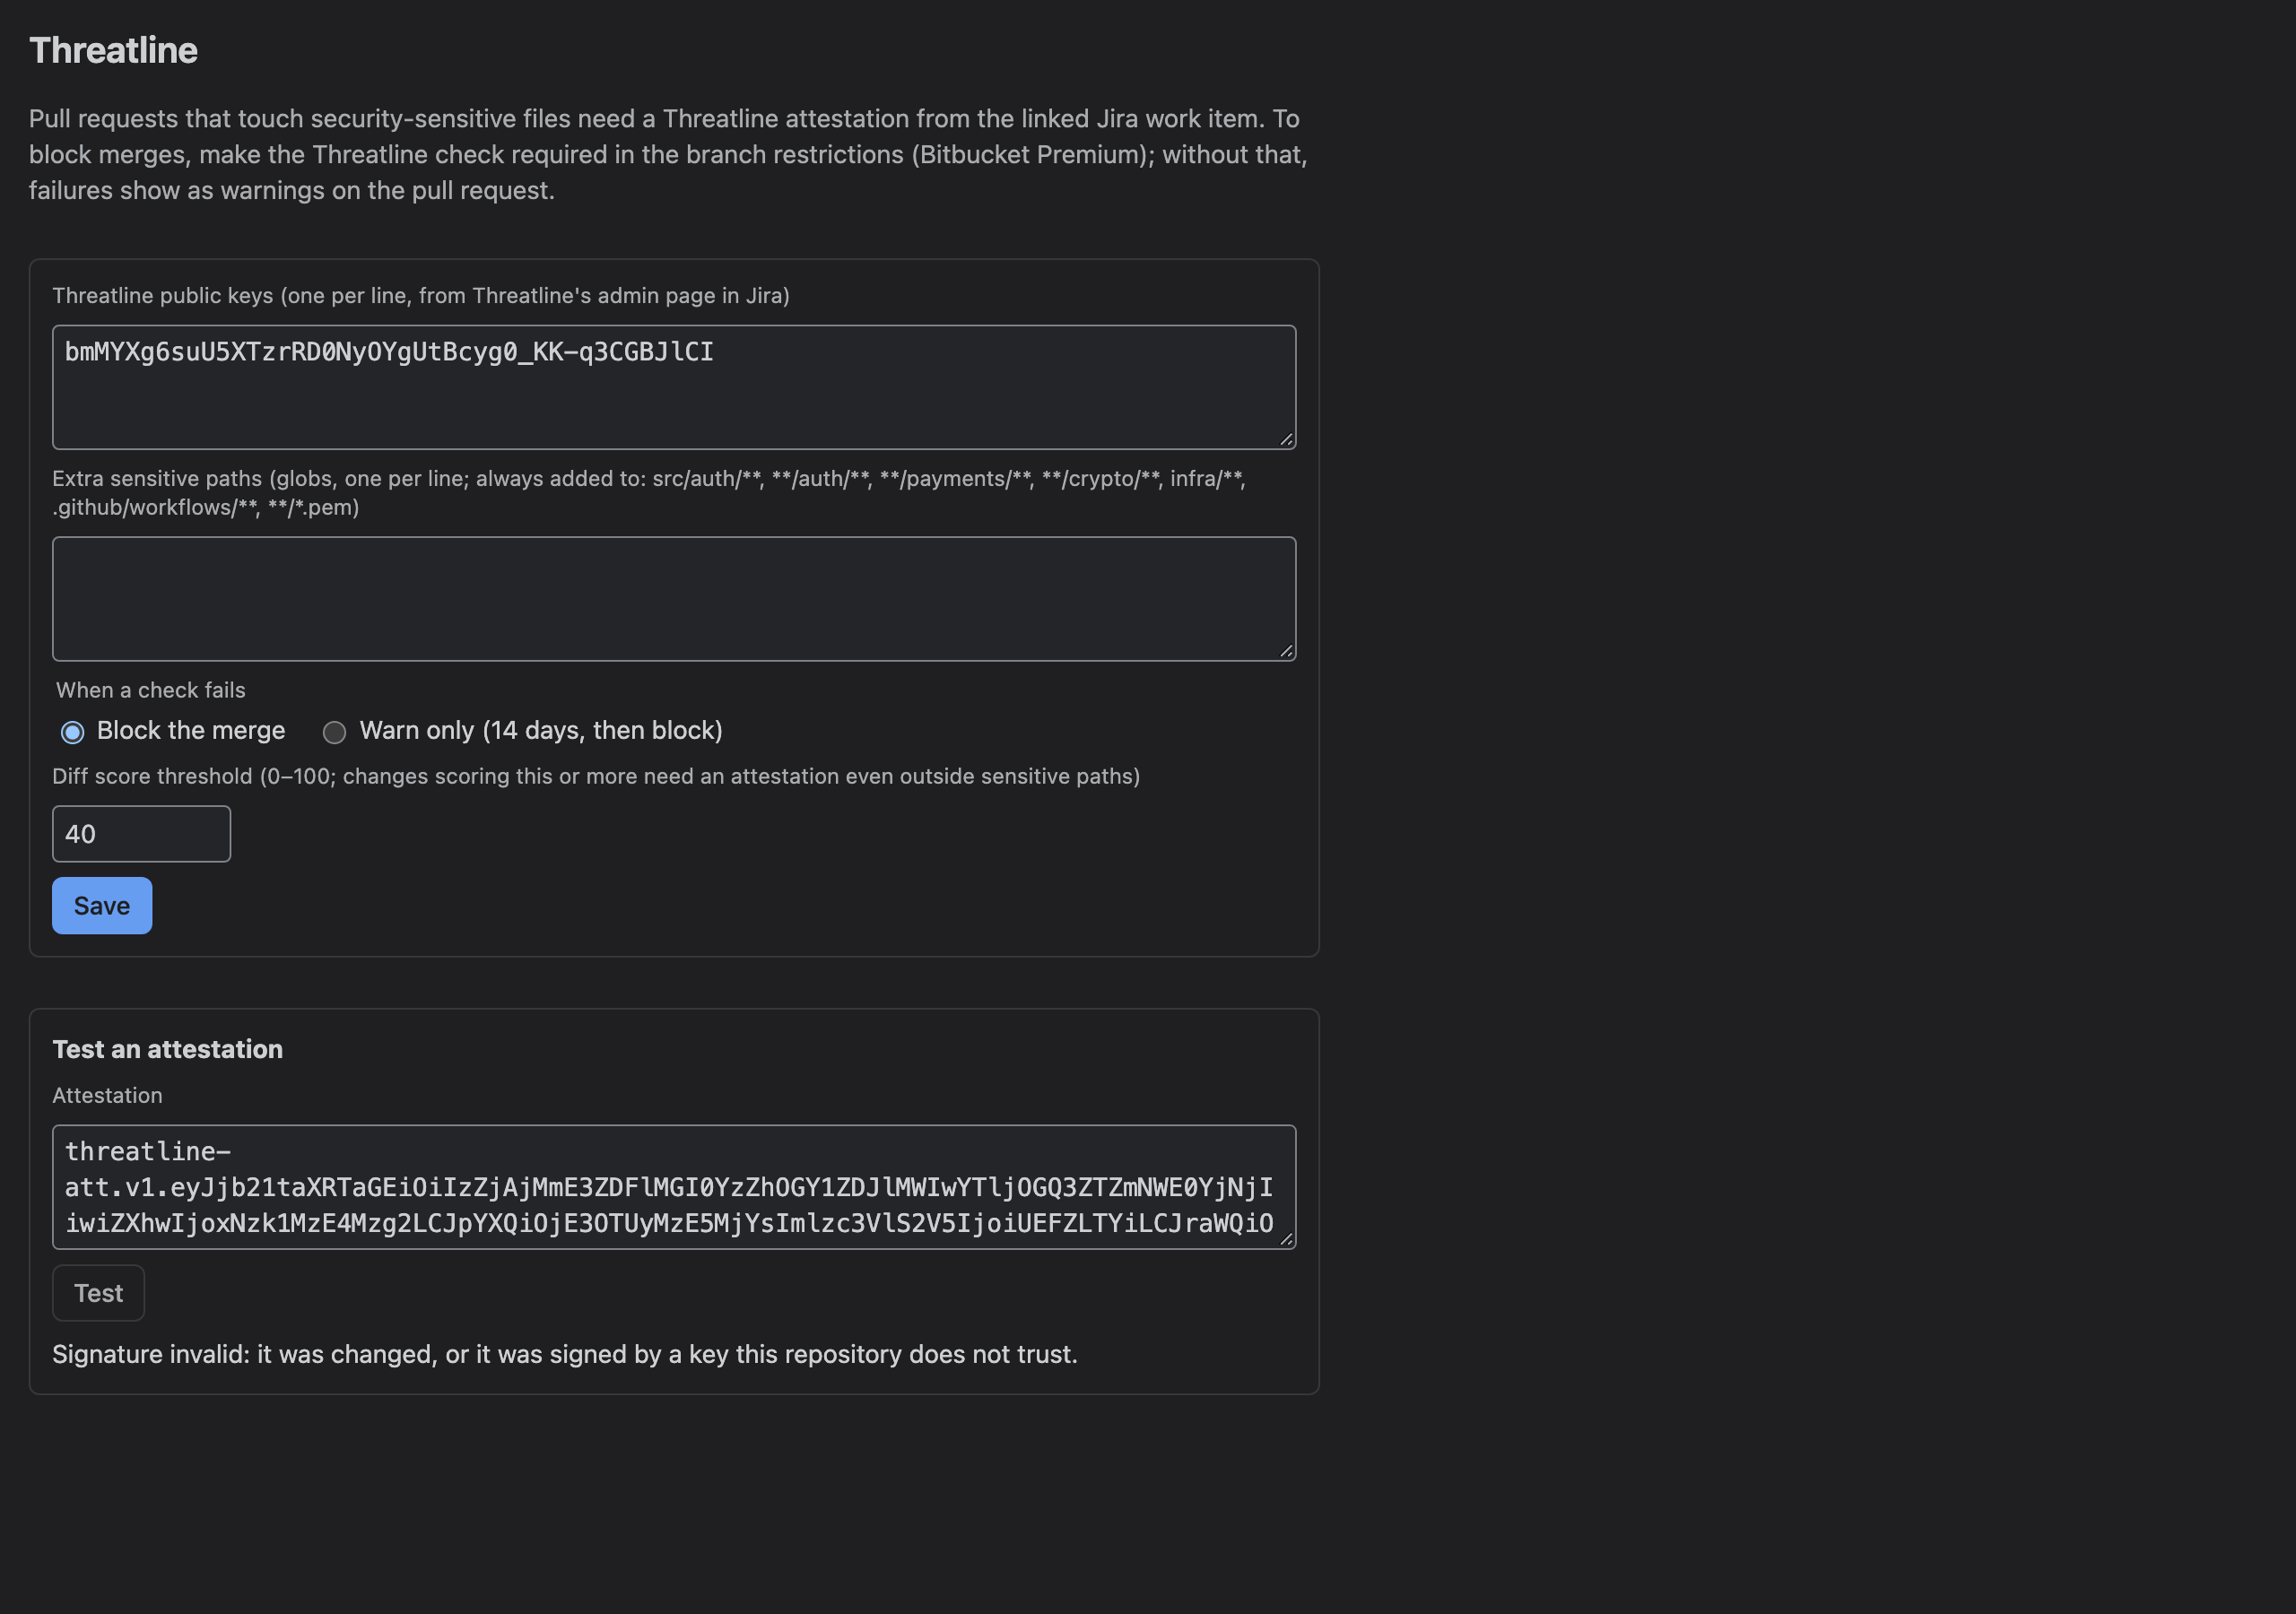 Threatline
Pull requests that touch security-sensitive files need a Threatline attestation from the linked Jira work item. To
block merges, make the Threatline check required in the branch restrictions (Bitbucket Premium); without that,
failures show as warnings on the pull request.
Threatline public keys (one per line, from Threatline's admin page in Jira)
bmMYXg6suU5XTzrRD0NyOYgUtBcyg0_KK-q3CGBJlCI
Extra sensitive paths (globs, one per line; always added to: src/auth/**, **/auth/**, **/payments/**, **/crypto/**, infra/**,
.github/workflows/**, **/*.pem)
When a check fails
Block the merge Warn only (14 days, then block)
Diff score threshold (0–100; changes scoring this or more need an attestation even outside sensitive paths)
40
Save
Test an attestation
Attestation
threatline-
att.v1.eyJjb21taXRTaGEiOiIzZjAjMmE3ZDFlMGI0YzZhOGY1ZDJlMWIwYTljOGQ3ZTZmNWE0YjNjI
iwiZXhwIjoxNzk1MzE4Mzg2LCJpYXQiOjE3OTUyMzE5MjYsImlzc3VlS2V5IjoiUEFZLTYiLCJraWQiO
Test
Signature invalid: it was changed, or it was signed by a key this repository does not trust.